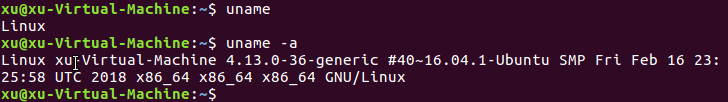 xu@xu-Virtual-Machine:~$ uname
Linux
xu@xu-Virtual-Machine:~$ uname -a
Linux xu-Virtual-Machine 4.13.0-36-generic #40~16.04.1-Ubuntu SMP Fri Feb 16 23:
25:58 UTC 2018 x86_64 x86_64 x86_64 GNU/Linux
xu@xu-Virtual-Machine:~$